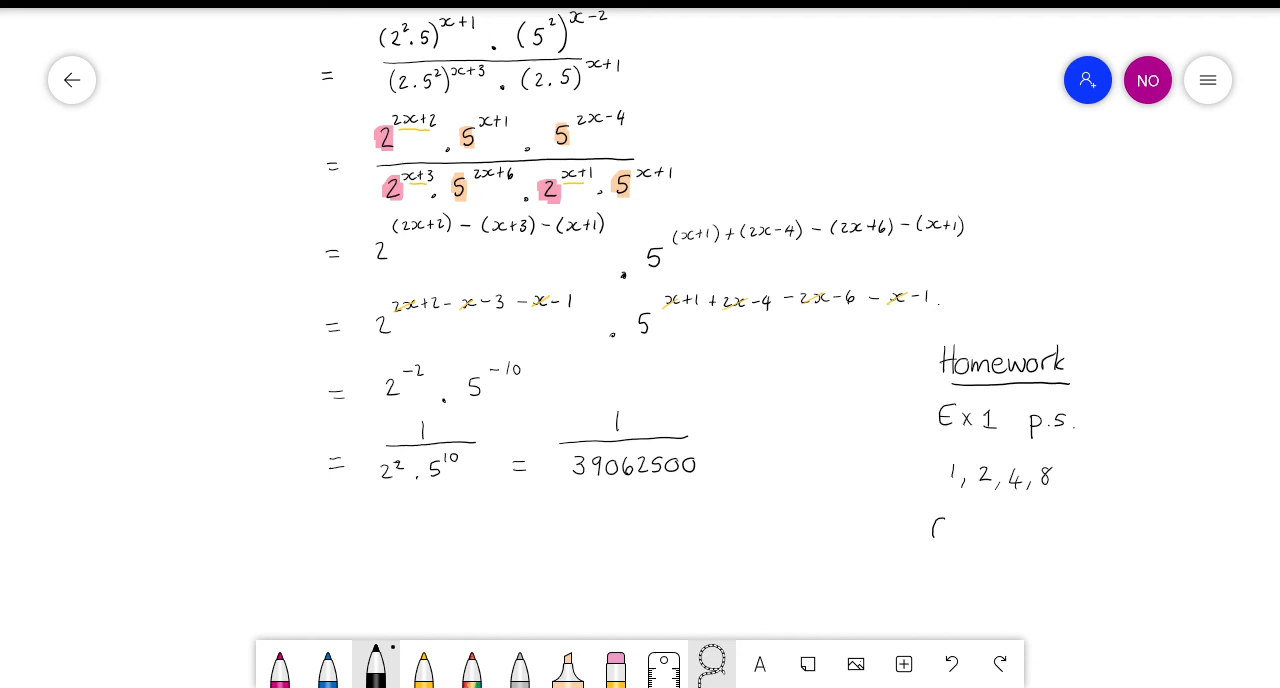 (2².5)^(x+1) . (5²)^(x-2)
= ―――――――――――
(2.5²)^(x+3) . (2.5)^(x+1)
2^(2x+2) . 5^(x+1) . 5^(2x-4)
= ―――――――――――
2^(x+3) . 5^(2x+6) . 2^(x+1) . 5^(x+1)
= 2^((2x+2) - (x+3) - (x+1)) . 5^((x+1) + (2x-4) - (2x+6) - (x+1))
= 2^(2x+2-x-3-x-1) . 5^(x+1+2x-4-2x-6-x-1) .
= 2^(-2) . 5^(-10)
= 1/(2² . 5^10) = 1/39062500
Homework
Ex 1 p.5.
1, 2, 4, 8
(
NO
A